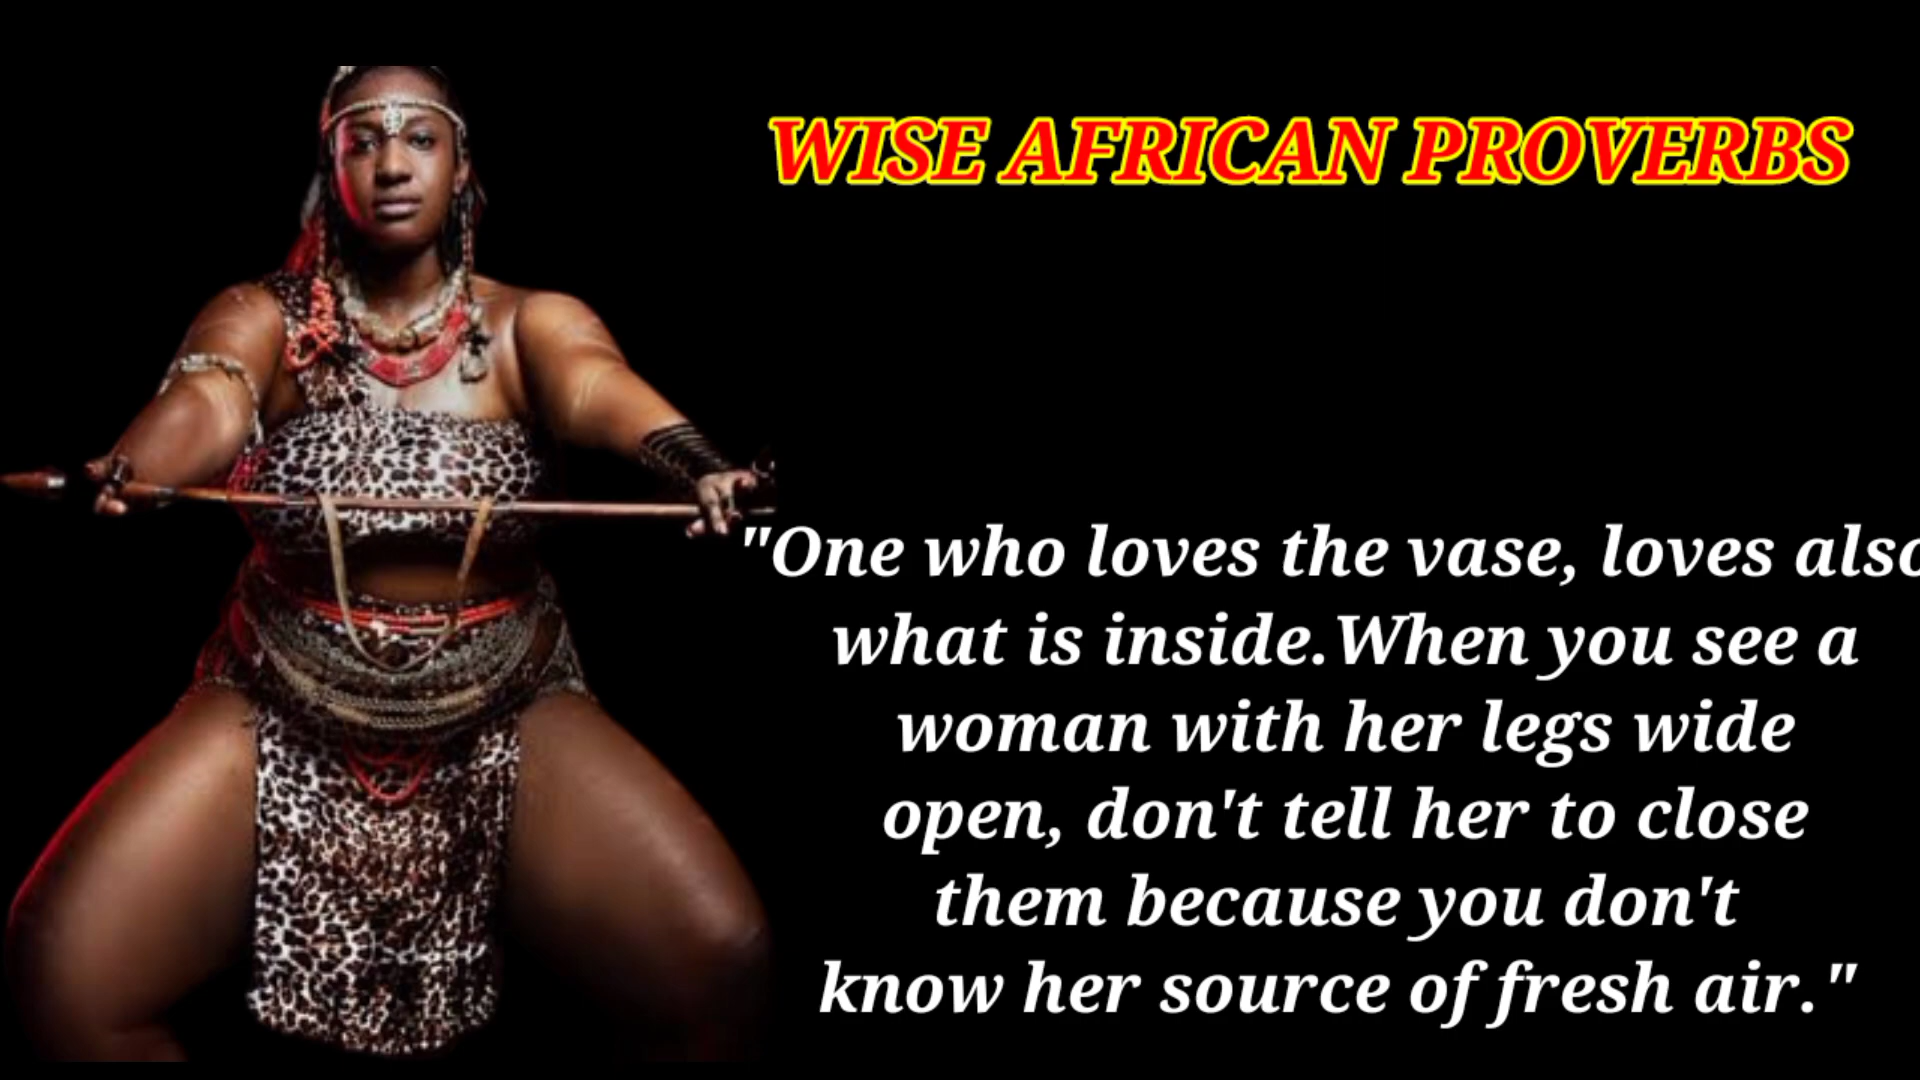 WISE AFRICAN PROVERBS
"One who loves the vase, loves also
what is inside.When you see a
woman with her legs wide
open, don't tell her to close
them because you don't
know her source of fresh air."